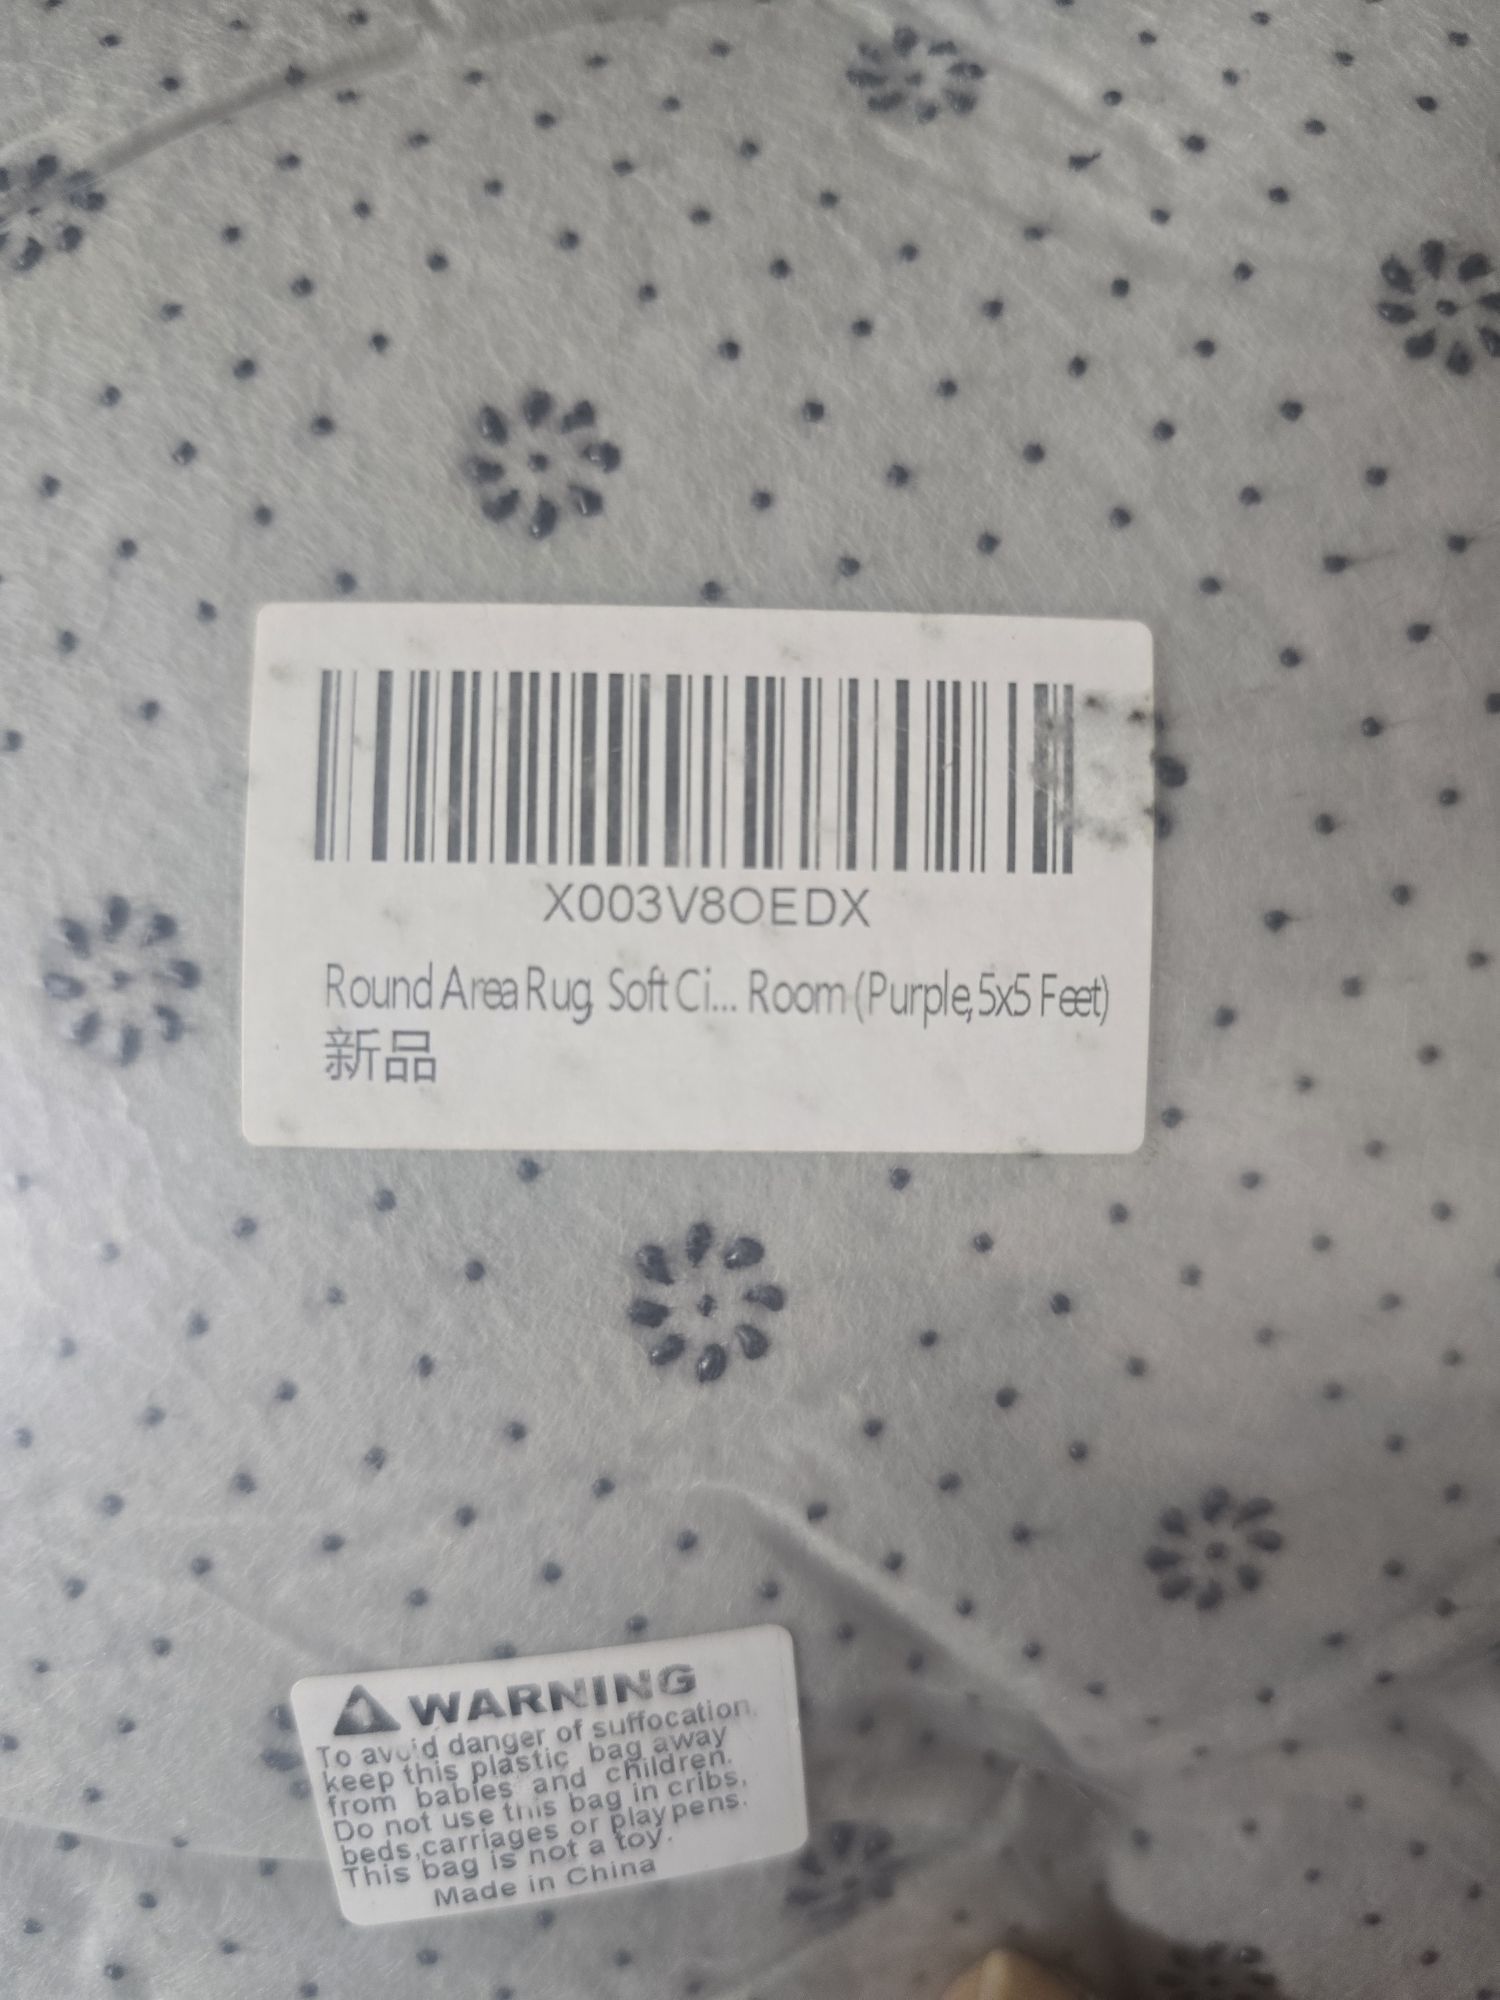 X003V8OEDX
Round Area Rug, Soft Ci... Room (Purple, 5x5 Feet)
新品
WARNING
To avoid danger of suffocation.
keep this plastic bag away
from babies and children.
Do not use this bag in cribs,
beds,carriages or play pens.
This bag is not a toy.
Made in China